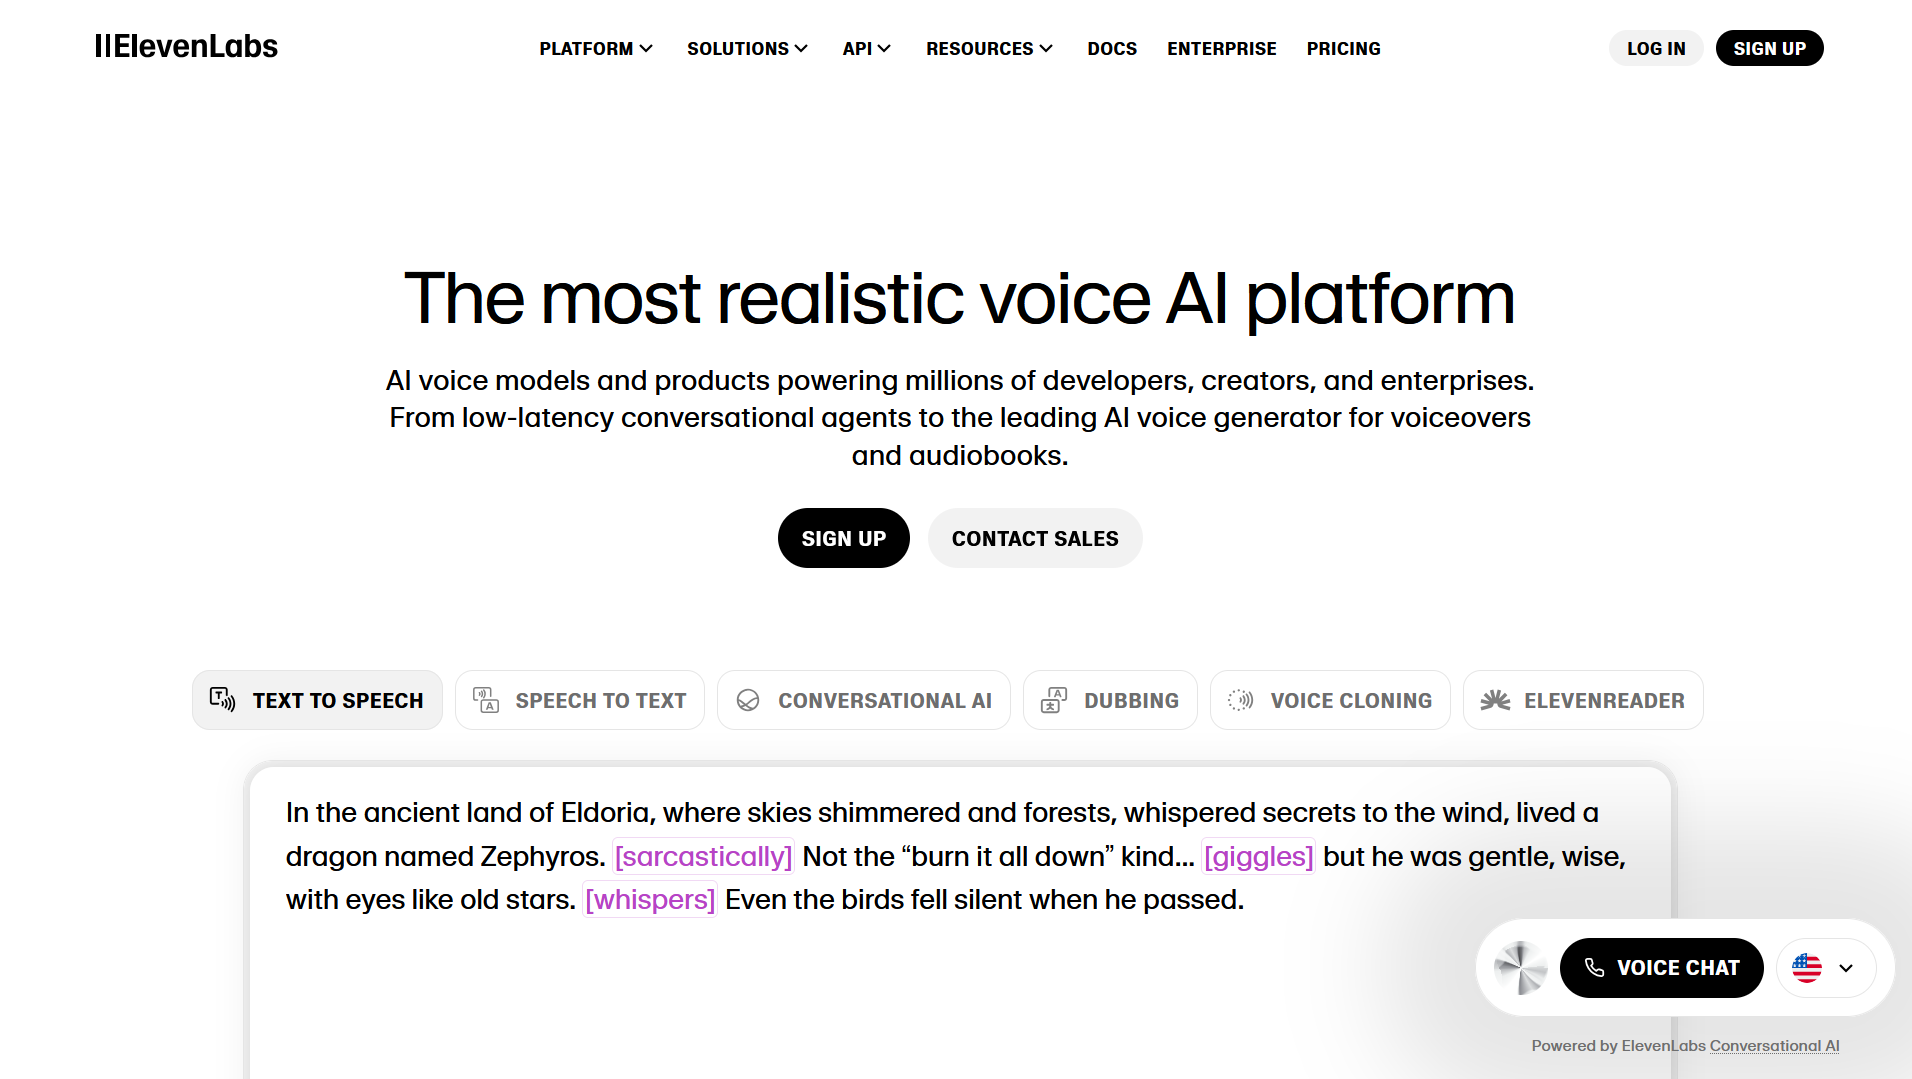 IIElevenLabs
PLATFORM
SOLUTIONS
API
RESOURCES
DOCS
ENTERPRISE
PRICING
LOG IN
SIGN UP
The most realistic voice AI platform
AI voice models and products powering millions of developers, creators, and enterprises.
From low-latency conversational agents to the leading AI voice generator for voiceovers
and audiobooks.
SIGN UP
CONTACT SALES
TEXT TO SPEECH
SPEECH TO TEXT
CONVERSATIONAL AI
DUBBING
VOICE CLONING
ELEVENREADER
In the ancient land of Eldoria, where skies shimmered and forests, whispered secrets to the wind, lived a
dragon named Zephyros. [sarcastically] Not the “burn it all down” kind... [giggles] but he was gentle, wise,
with eyes like old stars. [whispers] Even the birds fell silent when he passed.
VOICE CHAT
Powered by ElevenLabs Conversational AI